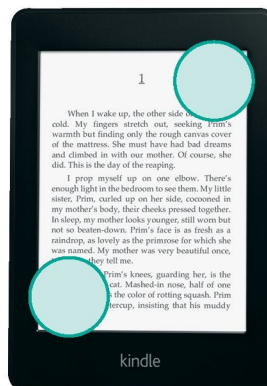 1
When I wake up, the other side o
cold. My fingers stretch out, seeking Prim's
warmth but finding only the rough canvas cover
of the mattress. She must have had bad dreams
and climbed in with our mother. Of course, she
did. This is the day of the reaping.
I prop myself up on one elbow. There's
enough light in the bedroom to see them. My little
sister, Prim, curled up on her side, cocooned in
my mother's body, their cheeks pressed together.
In sleep, my mother looks younger, still worn but
not so beaten-down. Prim's face is as fresh as a
raindrop, as lovely as the primrose for which she
was named. My mother was very beautiful once,
they tell me.
Prim's knees, guarding her, is the
cat. Mashed-in nose, half of one
s the color of rotting squash. Prim
tercup, insisting that his muddy
kindle